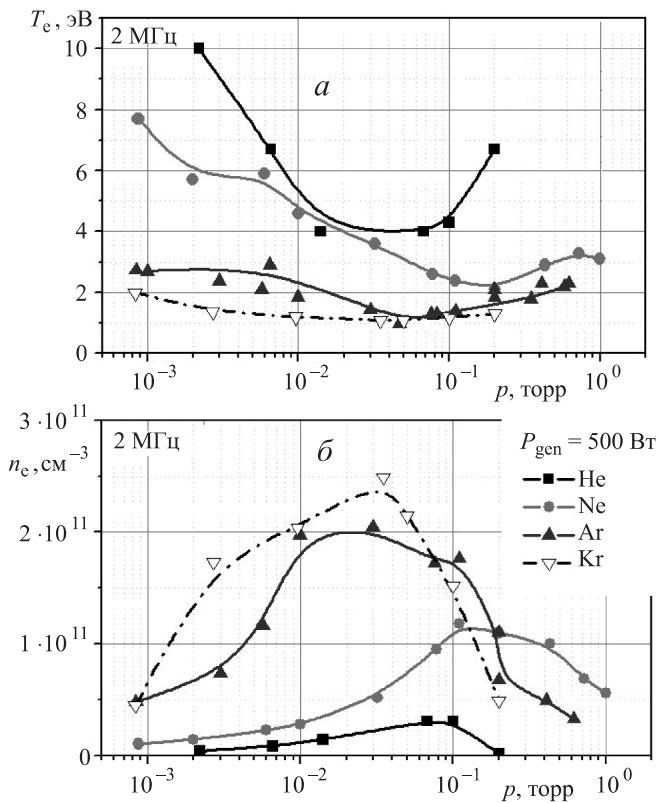 Tₑ, эВ
2 МГц
а
10
8
6
4
2
0
10⁻³ 10⁻² 10⁻¹ 10⁰
p, торр
3 ·10¹¹
nₑ, см⁻³
2 МГц
б
2 ·10¹¹
1 ·10¹¹
0
P_gen = 500 Вт
He
Ne
Ar
Kr
10⁻³ 10⁻² 10⁻¹ 10⁰
p, торр